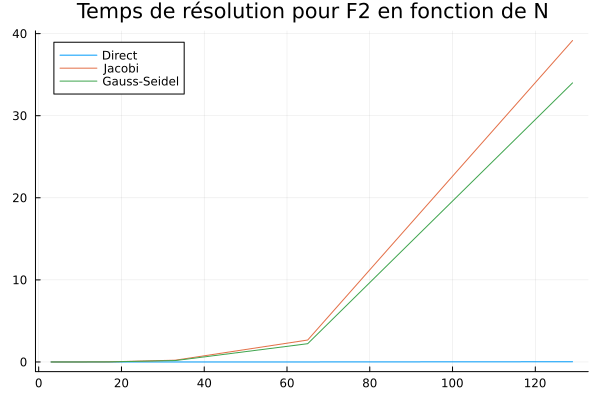 Temps de résolution pour F2 en fonction de N
40
Direct
Jacobi
Gauss-Seidel
30
20
10
0
0 20 40 60 80 100 120